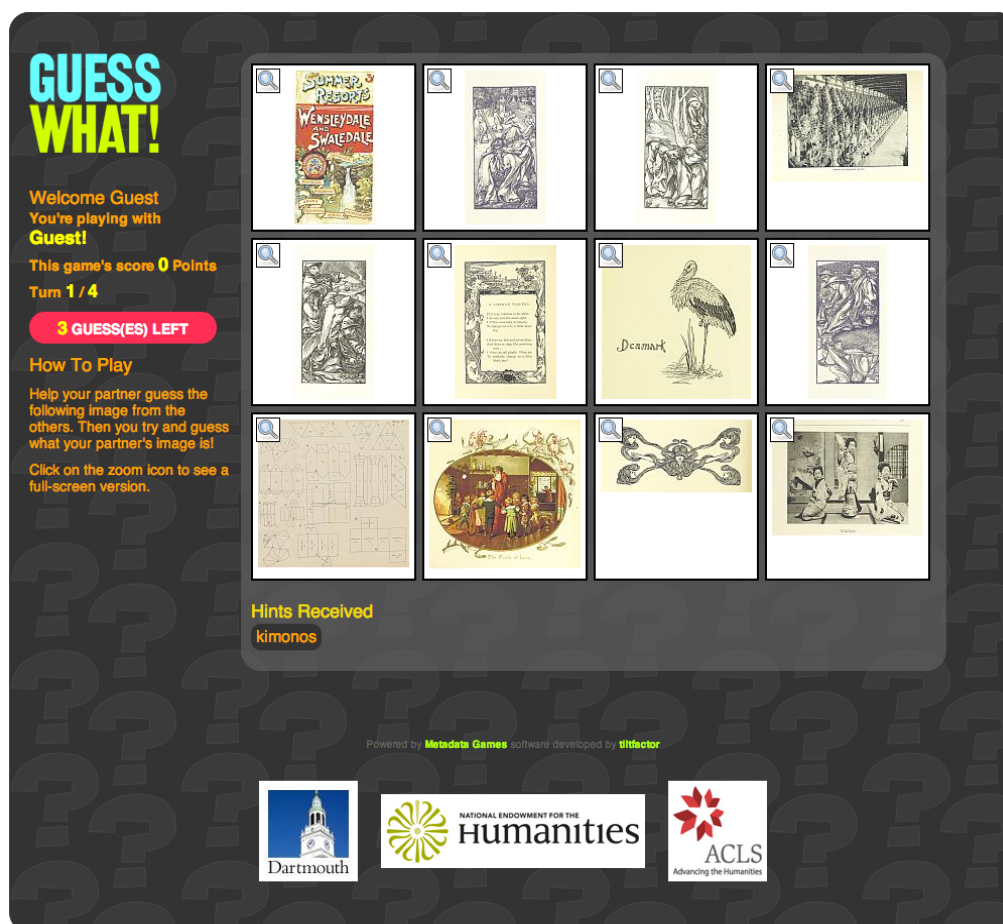 GUESS
WHAT!
Welcome Guest
You're playing with
Guest!
This game's score 0 Points
Turn 1 / 4
3 GUESS(ES) LEFT
How To Play
Help your partner guess the
following image from the
others. Then you try and guess
what your partner's image is!
Click on the zoom icon to see a
full-screen version.
SUMMER
RESORTS
WENSLEYDALE
AND
SWALEDALE
Denmark
Hints Received
kimonos
Powered by Metadata Games software developed by tiltfactor
Dartmouth
NATIONAL ENDOWMENT FOR THE
Humanities
ACLS
Advancing the Humanities